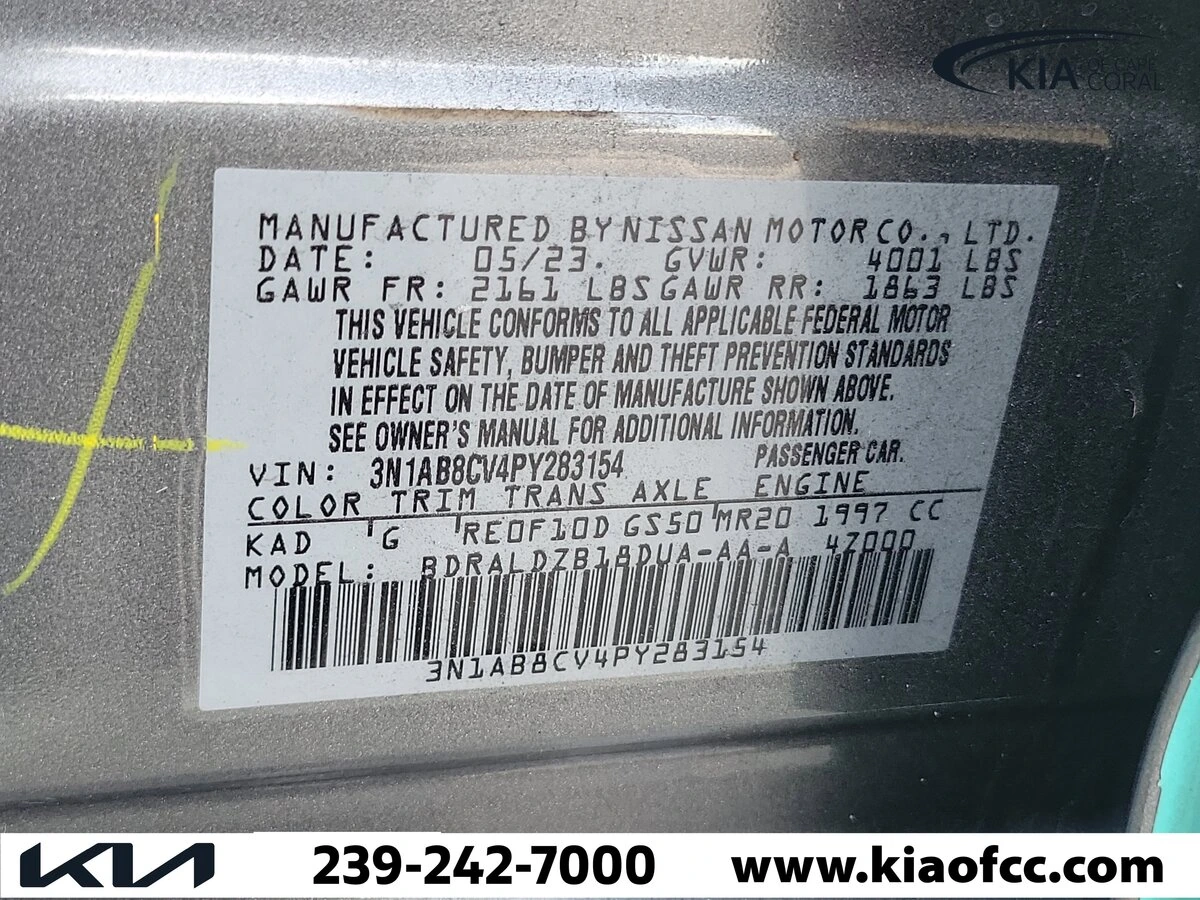 KIA OF CAPE CORAL
MANUFACTURED BY NISSAN MOTOR CO., LTD.
DATE: 05/23. GVWR: 4001 LBS
GAWR FR: 2161 LBS GAWR RR: 1863 LBS
THIS VEHICLE CONFORMS TO ALL APPLICABLE FEDERAL MOTOR
VEHICLE SAFETY, BUMPER AND THEFT PREVENTION STANDARDS
IN EFFECT ON THE DATE OF MANUFACTURE SHOWN ABOVE.
SEE OWNER'S MANUAL FOR ADDITIONAL INFORMATION.
VIN: 3N1AB8CV4PY283154 PASSENGER CAR.
COLOR TRIM TRANS AXLE ENGINE
KAD G RE0F10D GS50 MR20 1997 CC
MODEL: BDRALDZB18DUA-AA-A 4Z000
3N1AB8CV4PY283154
KIA 239-242-7000 www.kiaofcc.com